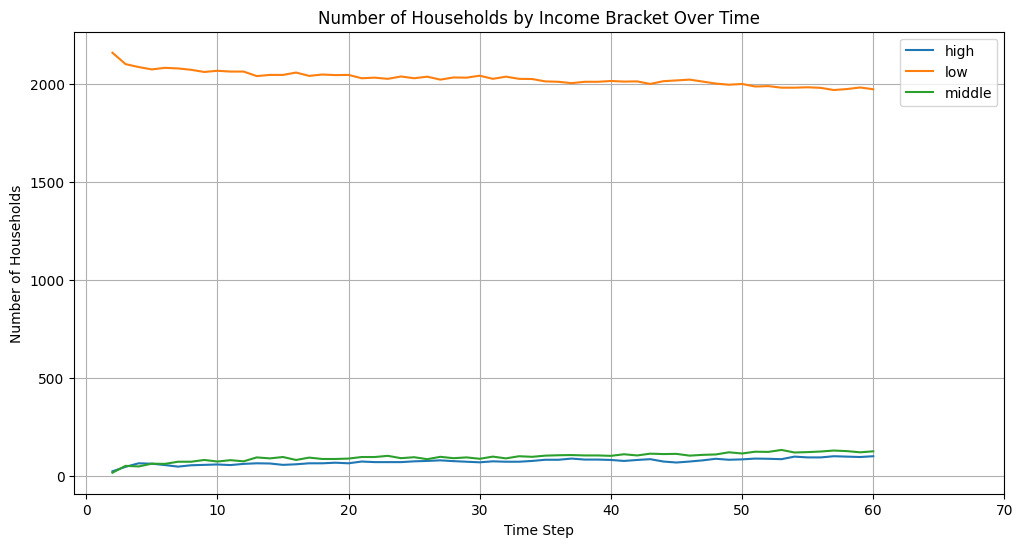 Number of Households by Income Bracket Over Time
high
low
middle
2000
1500
1000
500
0
Number of Households
0 10 20 30 40 50 60 70
Time Step